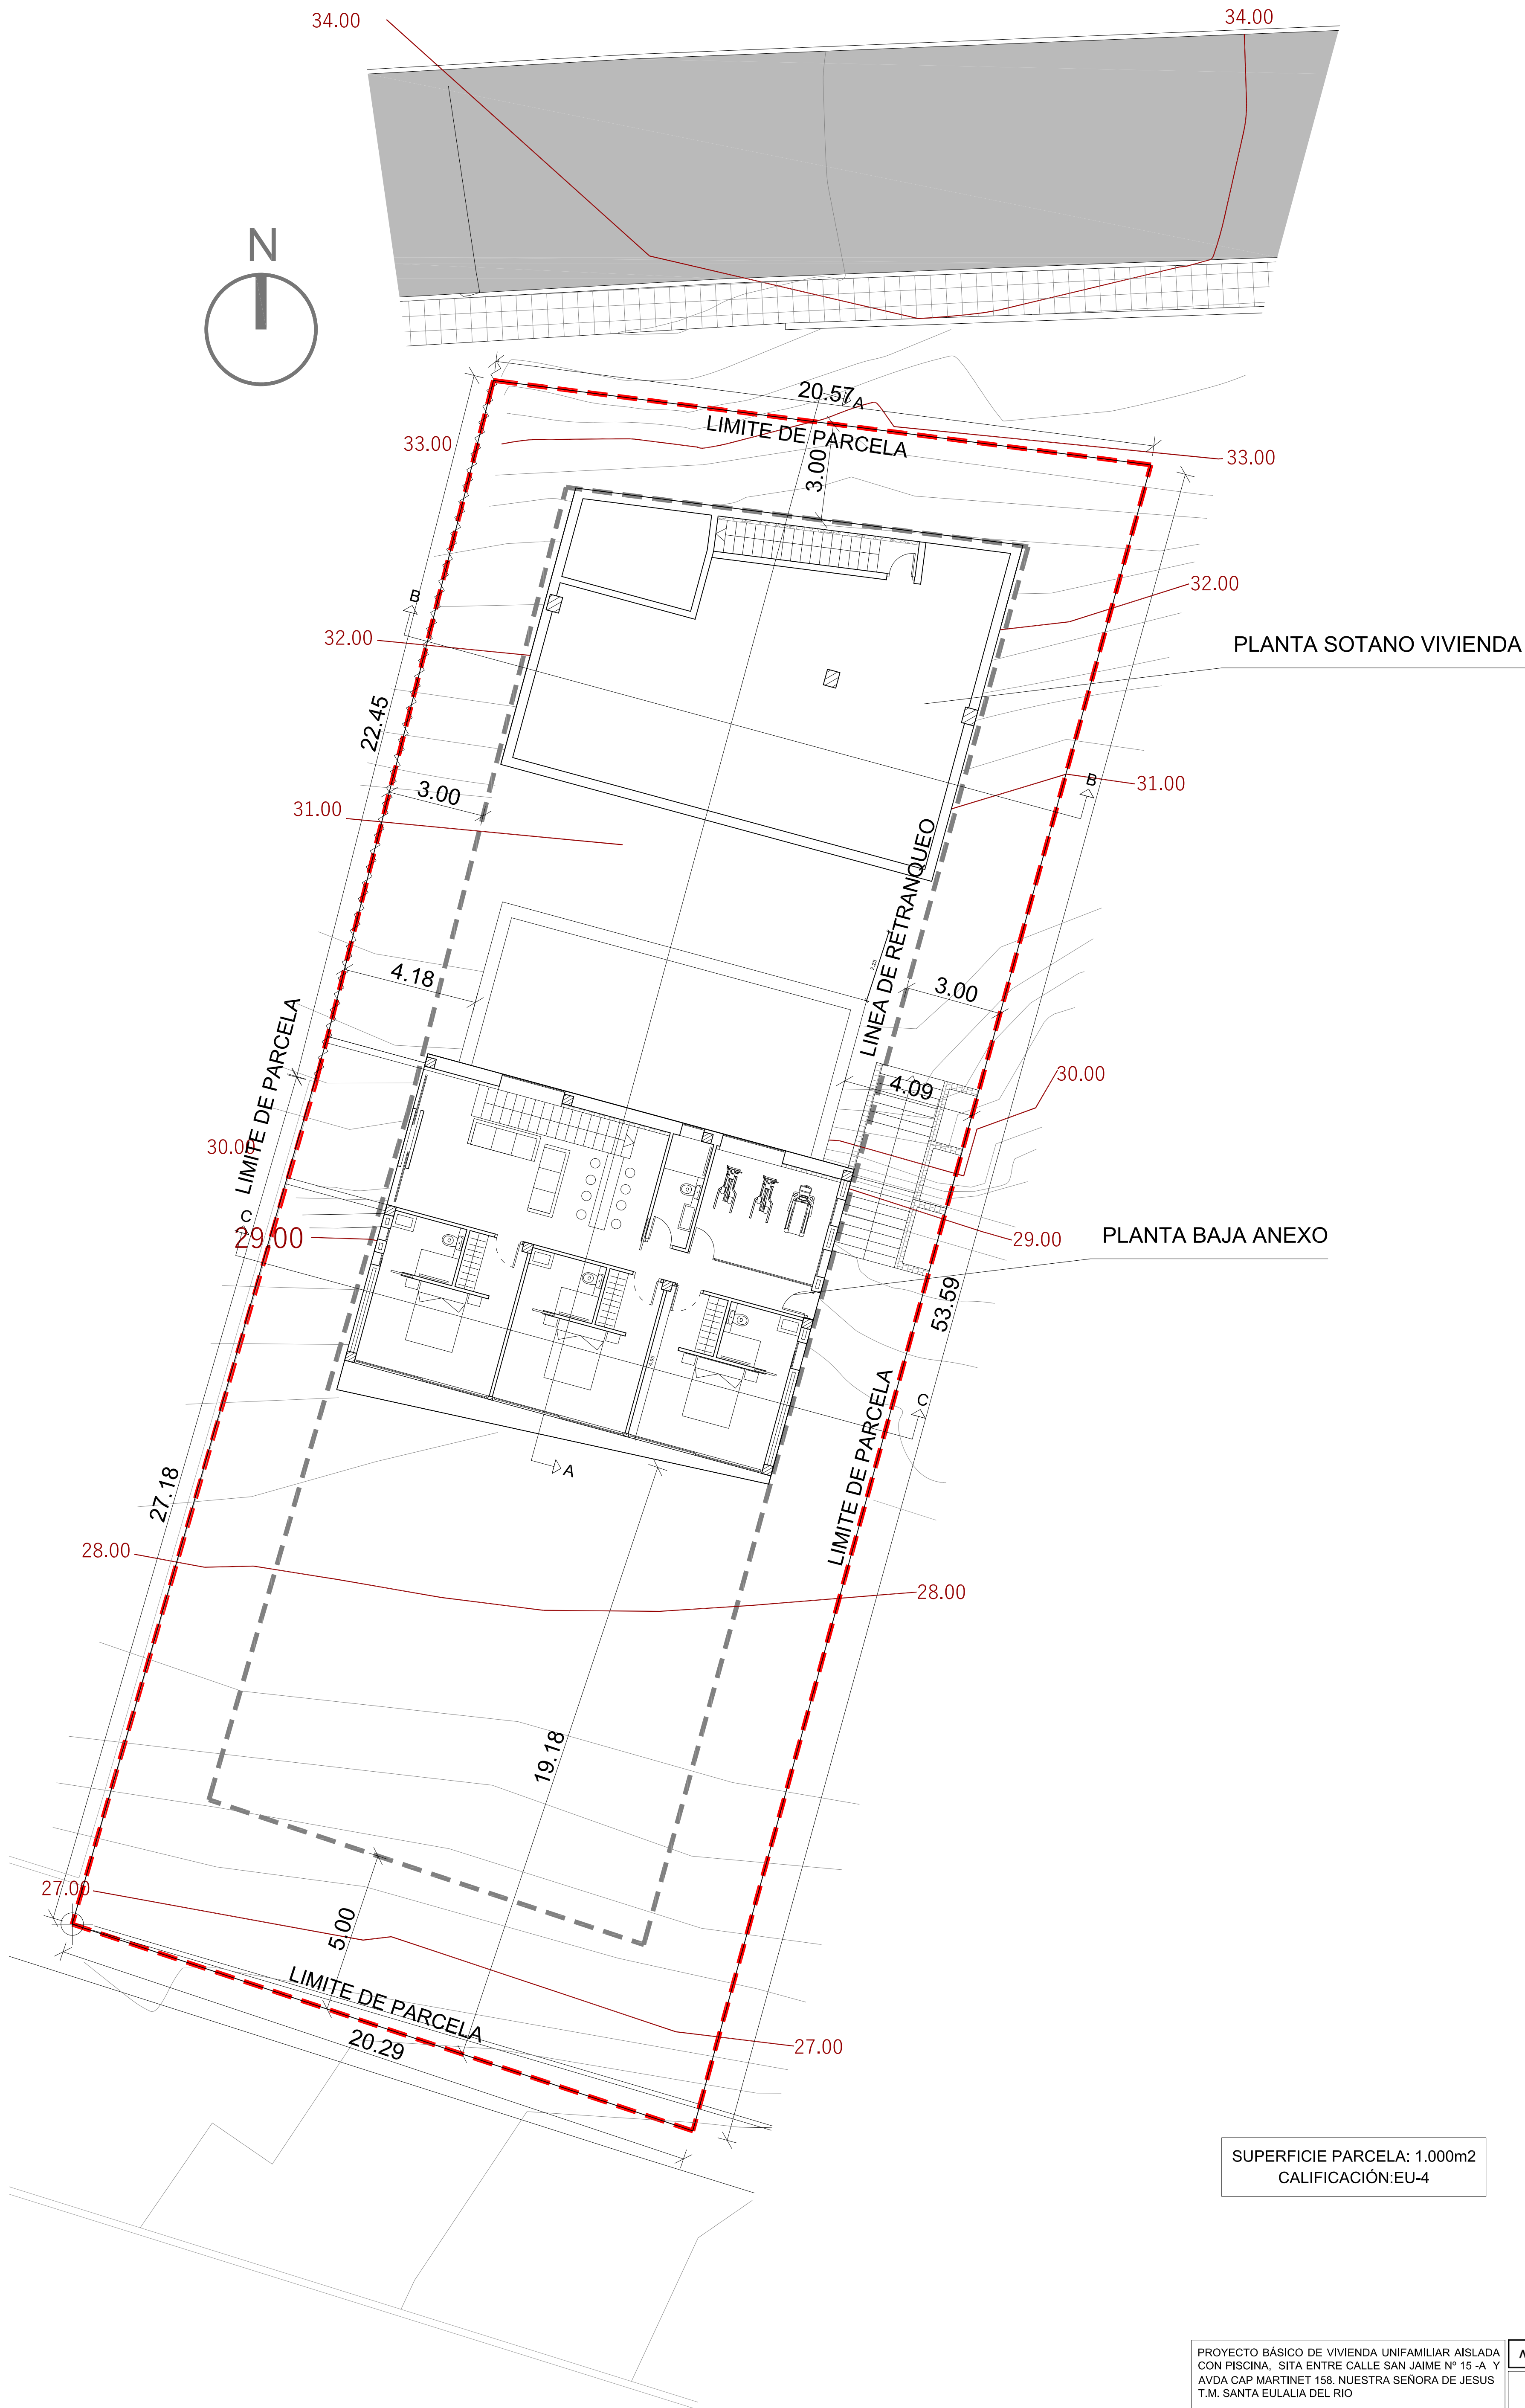 34.00
34.00
N
20.57
A
LIMITE DE PARCELA
33.00
33.00
3.00
32.00
B
32.00
PLANTA SOTANO VIVIENDA
22.45
31.00
B
3.00
31.00
LINEA DE RETRANQUEO
2.25
4.18
3.00
LIMITE DE PARCELA
30.00
4.09
30.00
C
29.00
29.00
PLANTA BAJA ANEXO
53.59
4.95
LIMITE DE PARCELA
C
A
27.18
28.00
28.00
19.18
27.00
5.00
LIMITE DE PARCELA
20.29
27.00
SUPERFICIE PARCELA: 1.000m2
CALIFICACIÓN:EU-4
PROYECTO BÁSICO DE VIVIENDA UNIFAMILIAR AISLADA
CON PISCINA, SITA ENTRE CALLE SAN JAIME Nº 15 -A Y
AVDA CAP MARTINET 158. NUESTRA SEÑORA DE JESUS
T.M. SANTA EULALIA DEL RIO